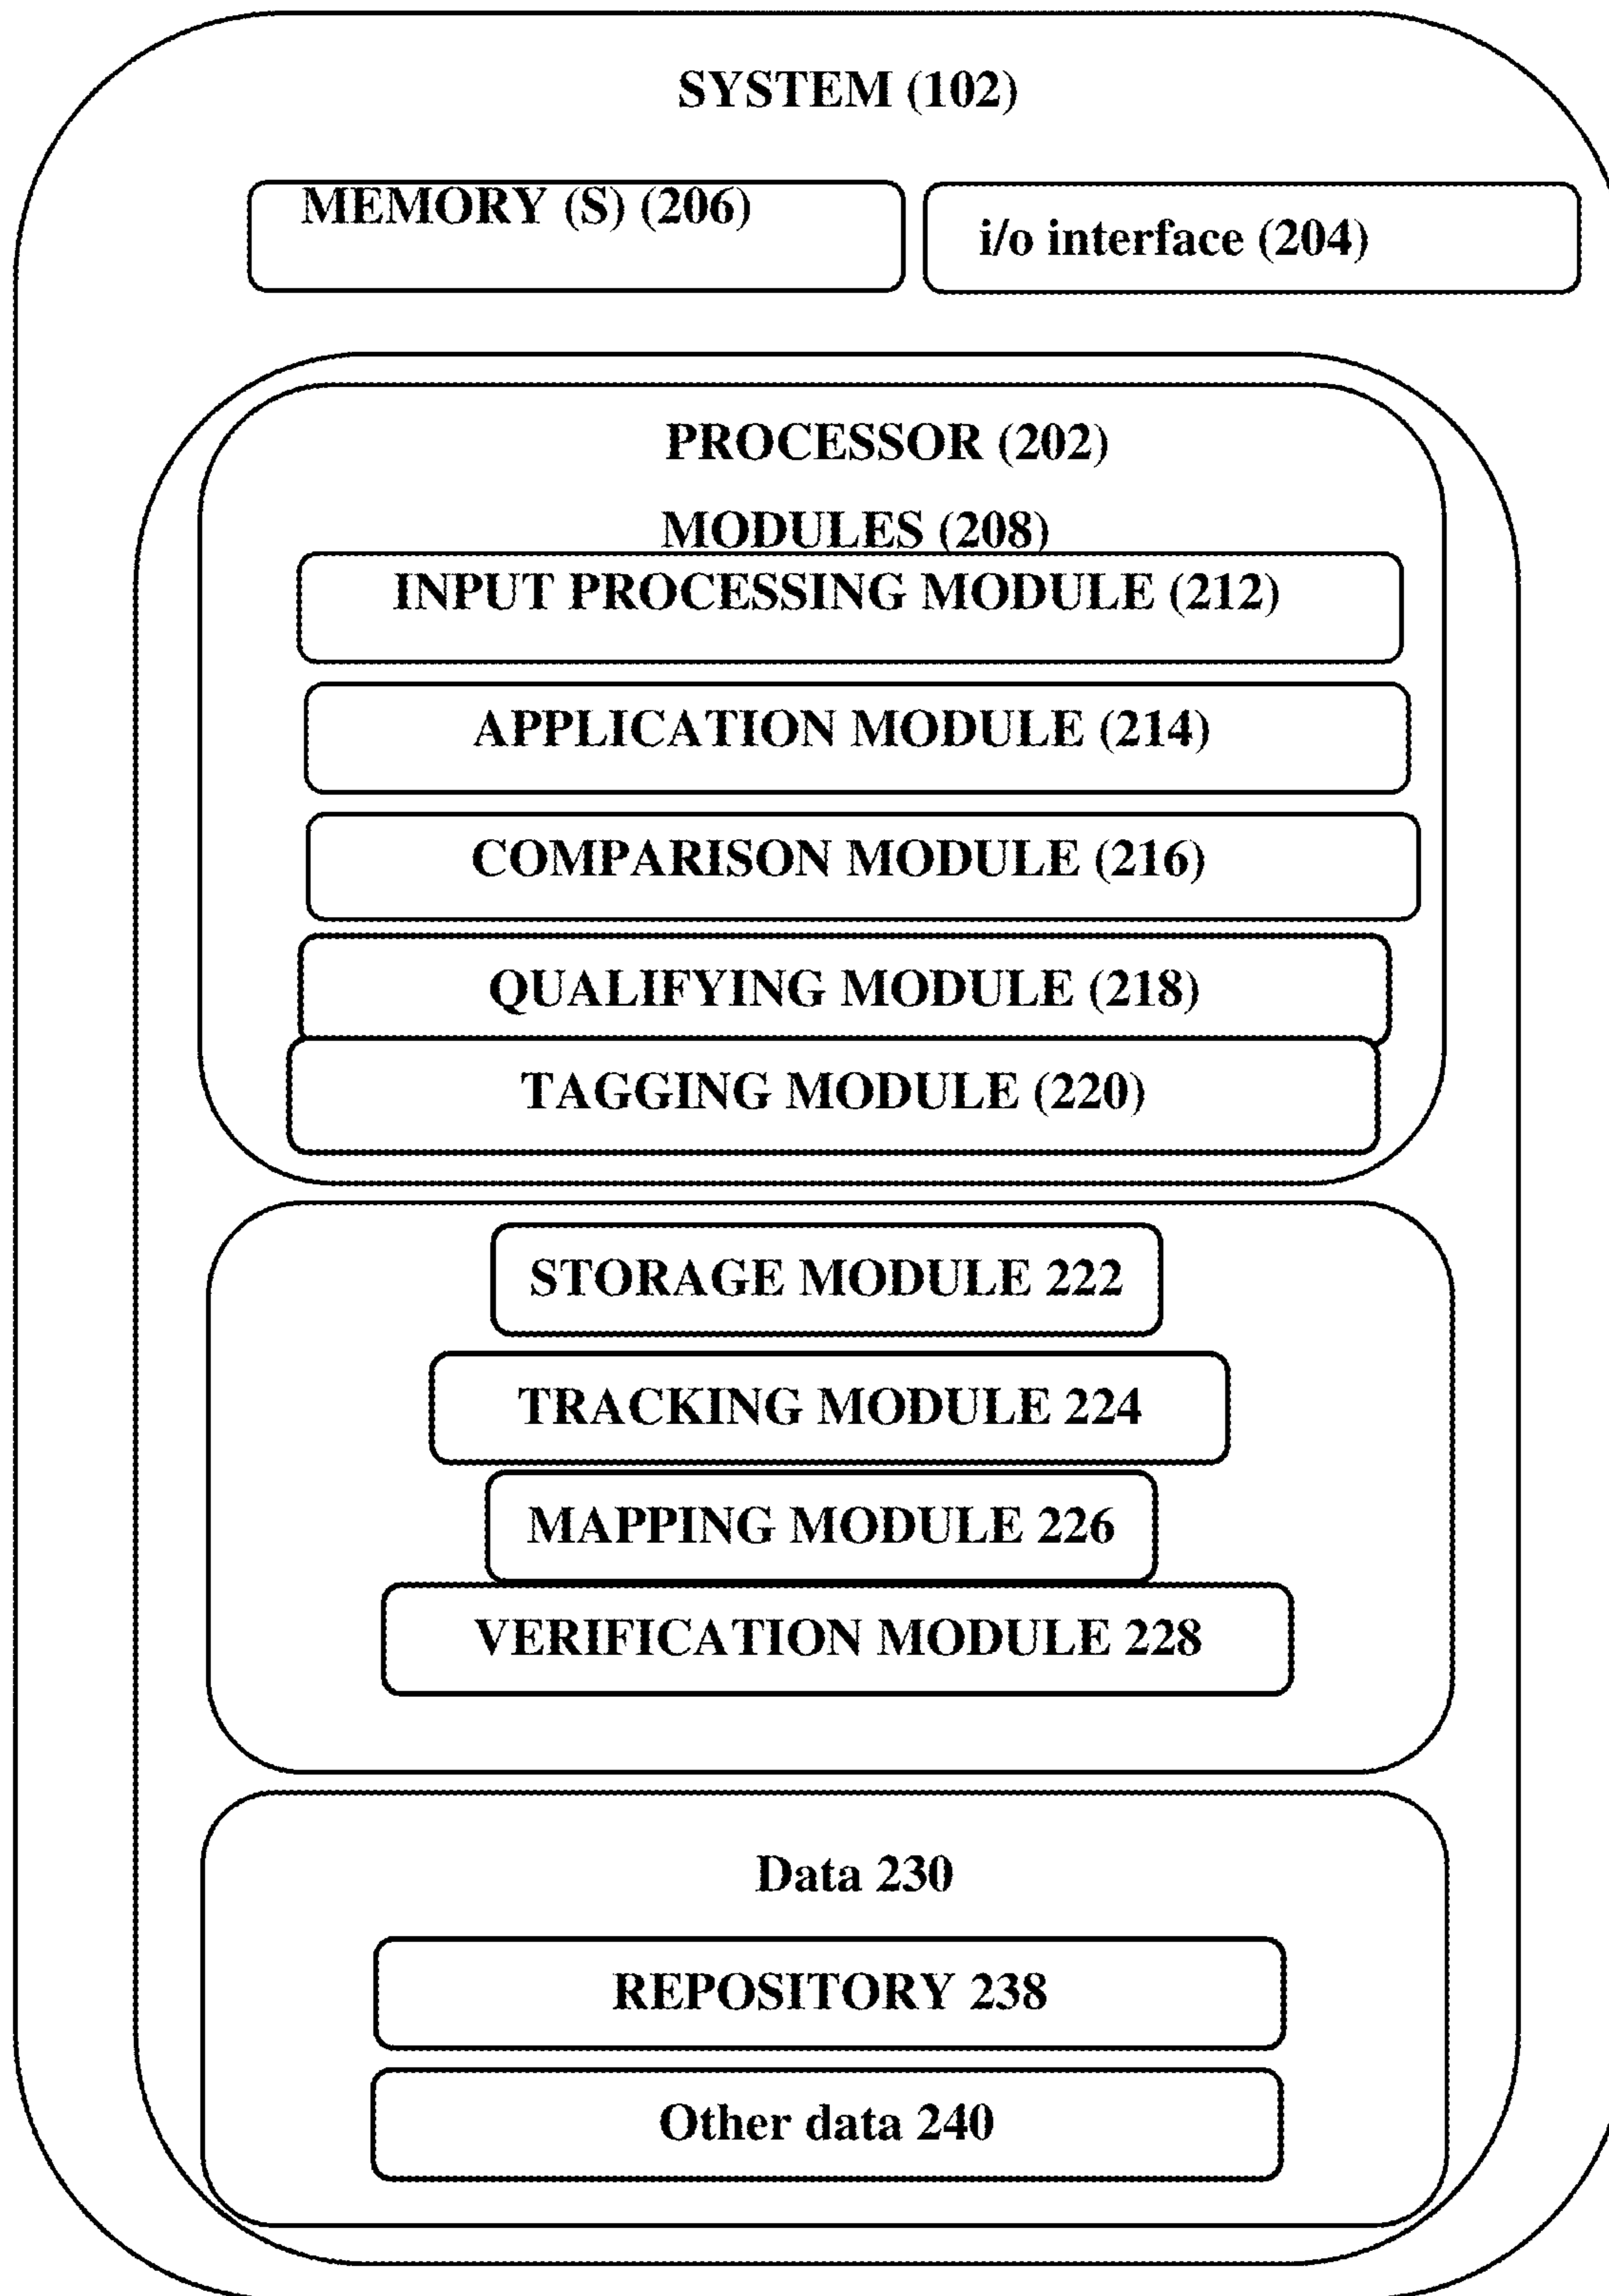 SYSTEM (102)
MEMORY (S) (206)
i/o interface (204)
PROCESSOR (202)
MODULES (208)
INPUT PROCESSING MODULE (212)
APPLICATION MODULE (214)
COMPARISON MODULE (216)
QUALIFYING MODULE (218)
TAGGING MODULE (220)
STORAGE MODULE 222
TRACKING MODULE 224
MAPPING MODULE 226
VERIFICATION MODULE 228
Data 230
REPOSITORY 238
Other data 240